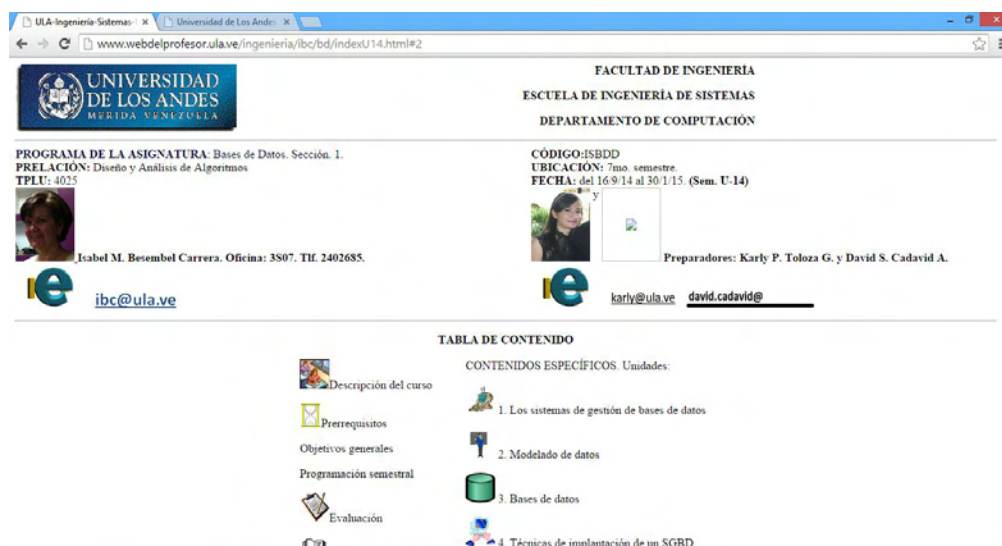 ULA-Ingeniería-Sistemas-
Universidad de Los Andes
www.webdelprofesor.ula.ve/ingenieria/ibc/bd/indexU14.html#2
UNIVERSIDAD
DE LOS ANDES
MERIDA VENEZUELA
FACULTAD DE INGENIERÍA
ESCUELA DE INGENIERÍA DE SISTEMAS
DEPARTAMENTO DE COMPUTACIÓN
PROGRAMA DE LA ASIGNATURA: Bases de Datos. Sección. 1.
PRELACIÓN: Diseño y Análisis de Algoritmos
TPLU: 4025
Isabel M. Besembel Carrera. Oficina: 3S07. Tlf. 2402685.
ibc@ula.ve
CÓDIGO:ISBDD
UBICACIÓN: 7mo. semestre.
FECHA: del 16/9/14 al 30/1/15. (Sem. U-14)
y
Preparadores: Karly P. Toloza G. y David S. Cadavid A.
karly@ula.ve david.cadavid@
TABLA DE CONTENIDO
Descripción del curso
Prerrequisitos
Objetivos generales
Programación semestral
Evaluación
CONTENIDOS ESPECÍFICOS. Unidades:
1. Los sistemas de gestión de bases de datos
2. Modelado de datos
3. Bases de datos
4. Técnicas de implantación de un SGBD